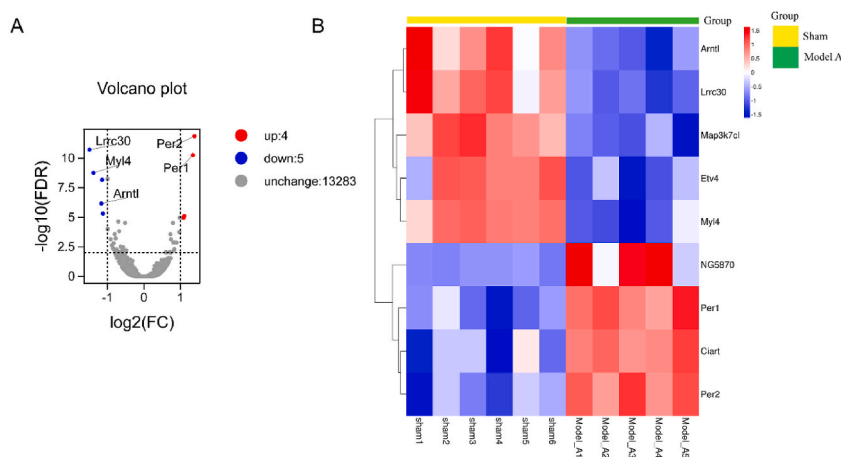 A
Volcano plot
Lrrc30
Myl4
Arntl
Per2
Per1
10
7.5
5.0
2.5
0
-log10(FDR)
-1
0
1
log2(FC)
up:4
down:5
unchange:13283
B
Group
Arntl
Lrrc30
Map3k7cl
Etv4
Myl4
NG5870
Per1
Ciart
Per2
sham1
sham2
sham3
sham4
sham5
sham6
Model_A1
Model_A2
Model_A3
Model_A4
Model_A5
1.5
1
0.5
0
-0.5
-1
-1.5
Group
Sham
Model A